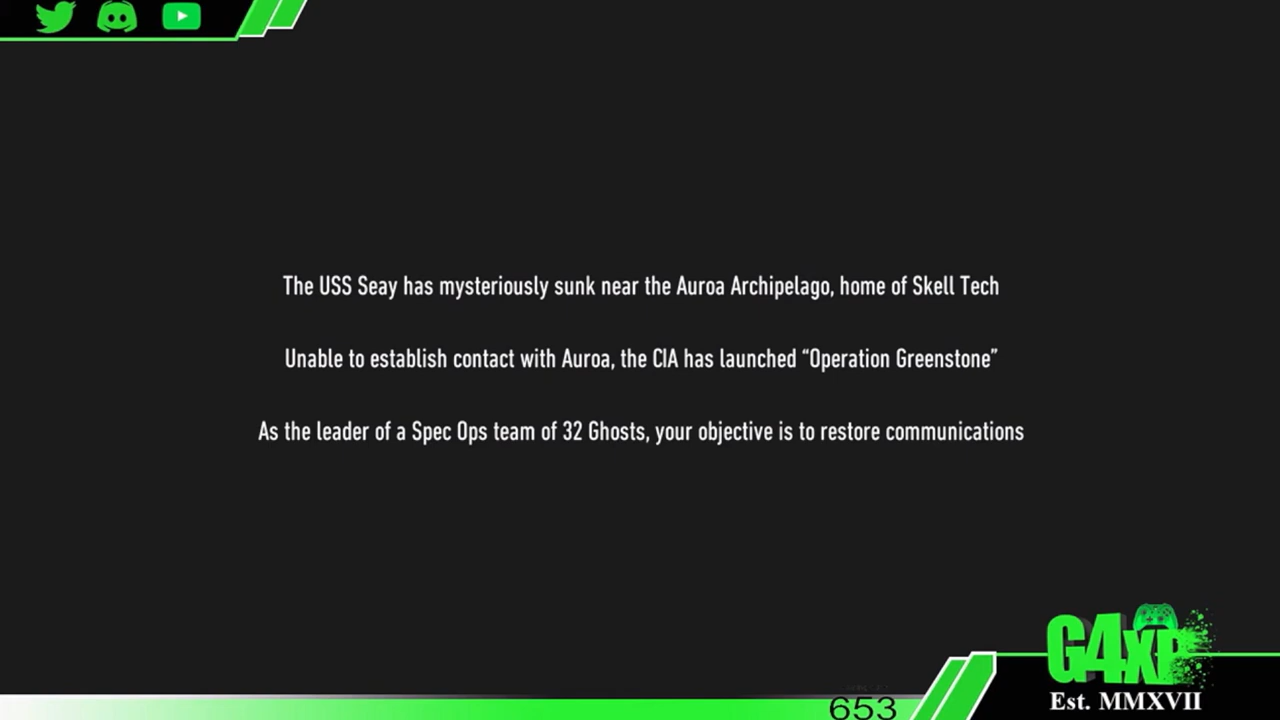 The USS Seay has mysteriously sunk near the Auroa Archipelago, home of Skell Tech
Unable to establish contact with Auroa, the CIA has launched “Operation Greenstone”
As the leader of a Spec Ops team of 32 Ghosts, your objective is to restore communications
G4XP
Est. MMXVII
653